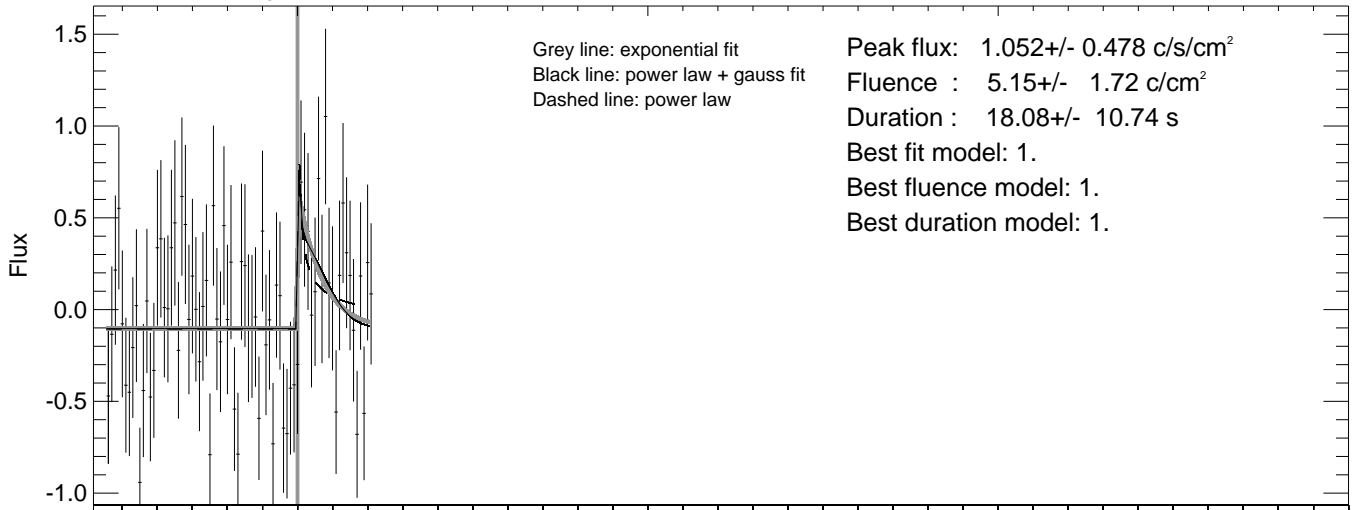 1.5
1.0
0.5
0.0
-0.5
-1.0
Flux
Grey line: exponential fit
Black line: power law + gauss fit
Dashed line: power law
Peak flux: 1.052+/- 0.478 c/s/cm²
Fluence : 5.15+/- 1.72 c/cm²
Duration : 18.08+/- 10.74 s
Best fit model: 1.
Best fluence model: 1.
Best duration model: 1.